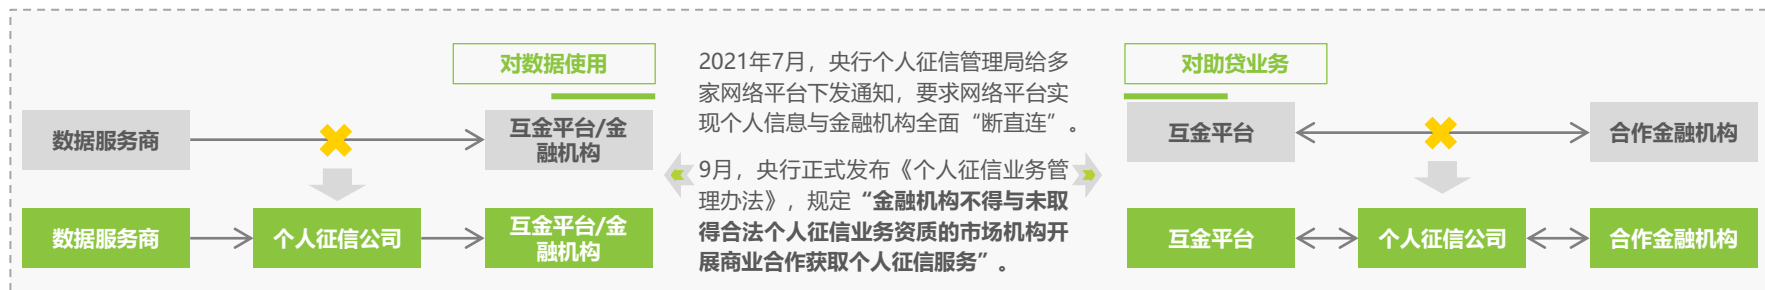 对数据使用
数据服务商
互金平台/金
融机构
数据服务商
个人征信公司
互金平台/金
融机构
2021年7月，央行个人征信管理局给多
家网络平台下发通知，要求网络平台实
现个人信息与金融机构全面“断直连”。
9月，央行正式发布《个人征信业务管
理办法》，规定“金融机构不得与未取
得合法个人征信业务资质的市场机构开
展商业合作获取个人征信服务”。
对助贷业务
互金平台
合作金融机构
互金平台
个人征信公司
合作金融机构